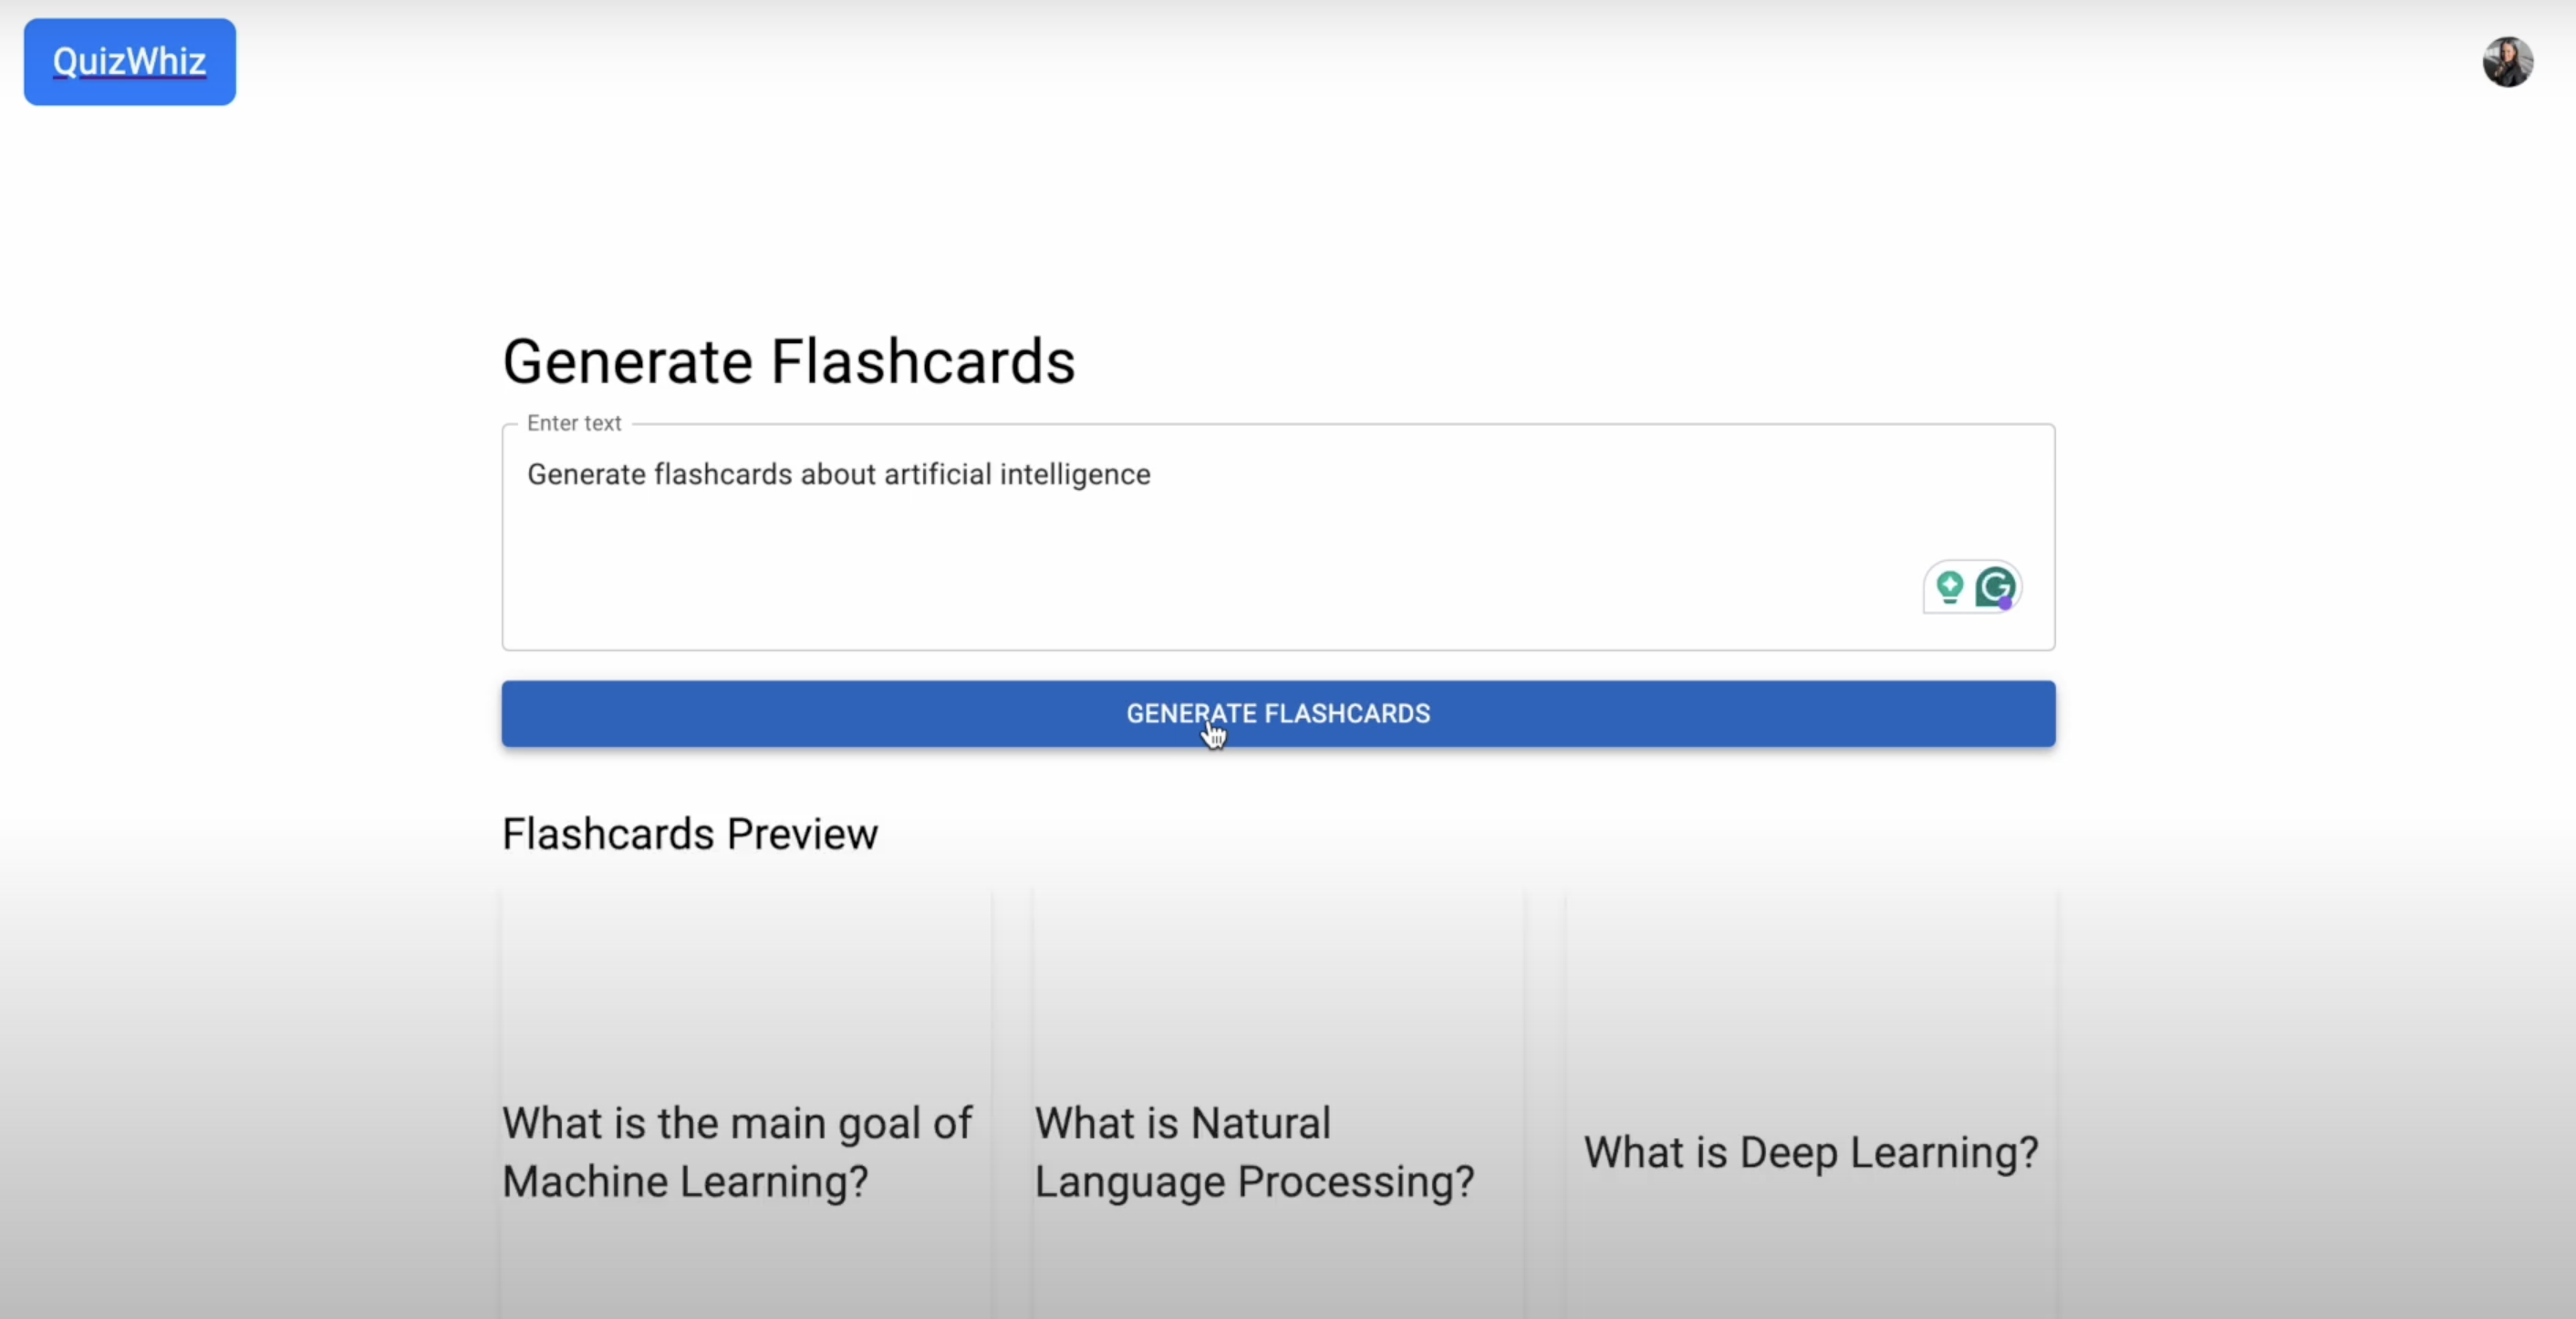 QuizWhiz
Generate Flashcards
Enter text
Generate flashcards about artificial intelligence
GENERATE FLASHCARDS
Flashcards Preview
What is the main goal of
Machine Learning?
What is Natural
Language Processing?
What is Deep Learning?